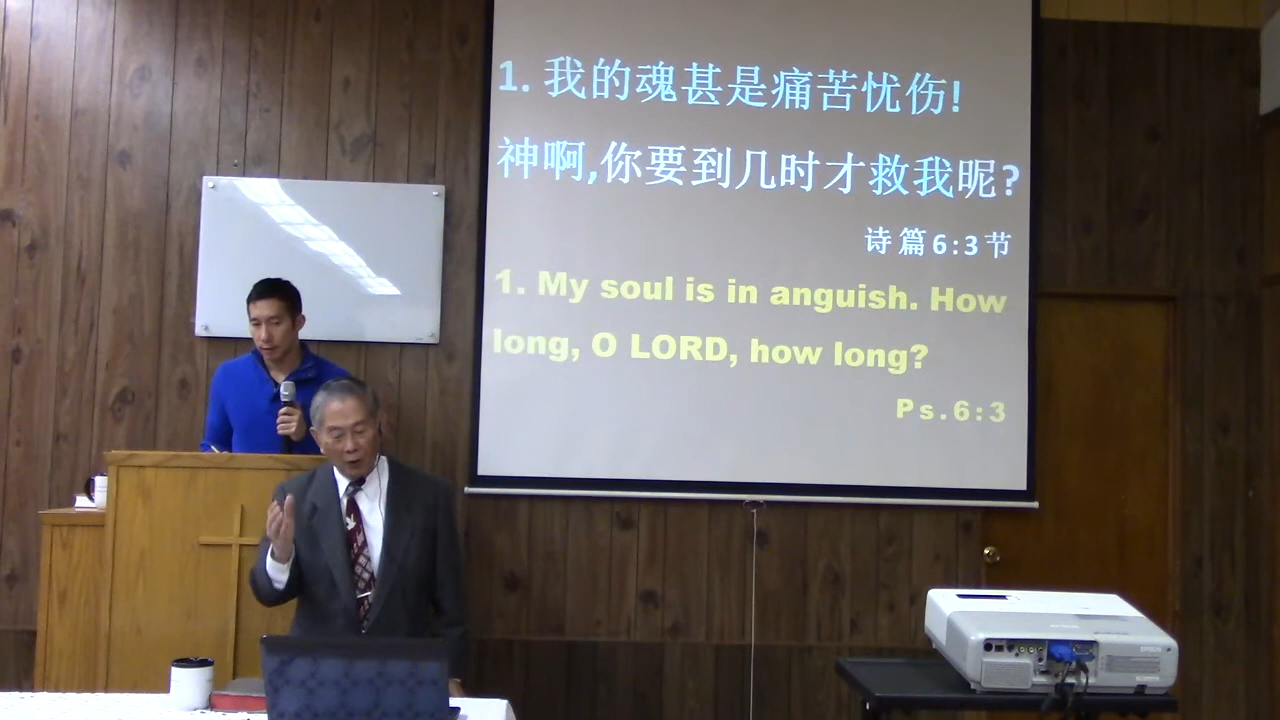 1. 我的魂甚是痛苦忧伤!
神啊,你要到几时才救我昵?
诗篇6:3节
1. My soul is in anguish. How
long, O LORD, how long?
Ps.6:3
EPSON